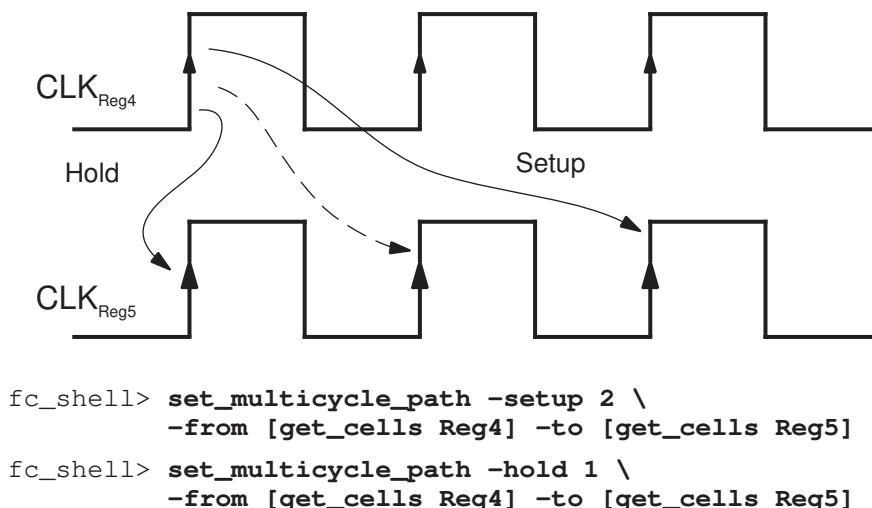 CLKReg4
Setup
Hold
CLKReg5
fc_shell> set_multicycle_path -setup 2 \
-from [get_cells Reg4] -to [get_cells Reg5]
fc_shell> set_multicycle_path -hold 1 \
-from [get_cells Reg4] -to [get_cells Reg5]